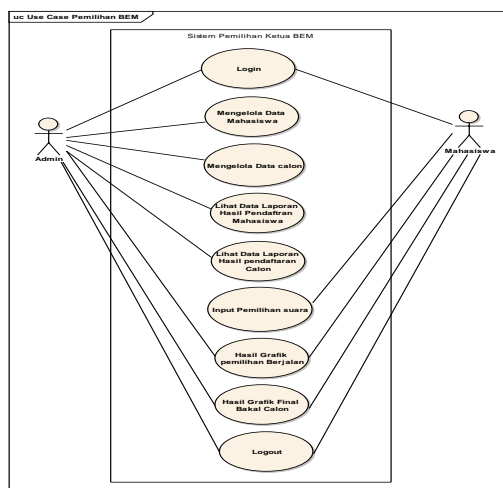 uc Use Case Pemilihan BEM
Sistem Pemilihan Ketua BEM
Login
Mengelola Data
Mahasiswa
Admin
Mahasiswa
Mengelola Data calon
Lihat Data Laporan
Hasil Pendaftran
Mahasiswa
Lihat Data Laporan
Hasil pendaftaran
Calon
Input Pemilihan suara
Hasil Grafik
pemilihan Berjalan
Hasil Grafik Final
Bakal Calon
Logout